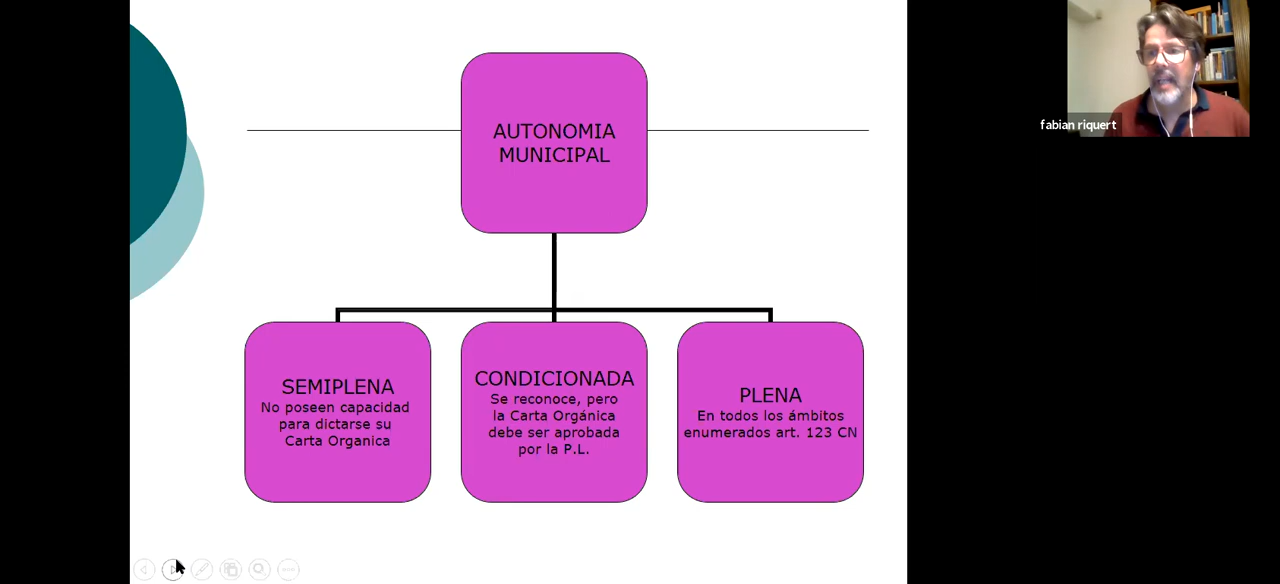 AUTONOMIA
MUNICIPAL
SEMIPLENA
No poseen capacidad
para dictarse su
Carta Organica
CONDICIONADA
Se reconoce, pero
la Carta Orgánica
debe ser aprobada
por la P.L.
PLENA
En todos los ámbitos
enumerados art. 123 CN
fabian riquert